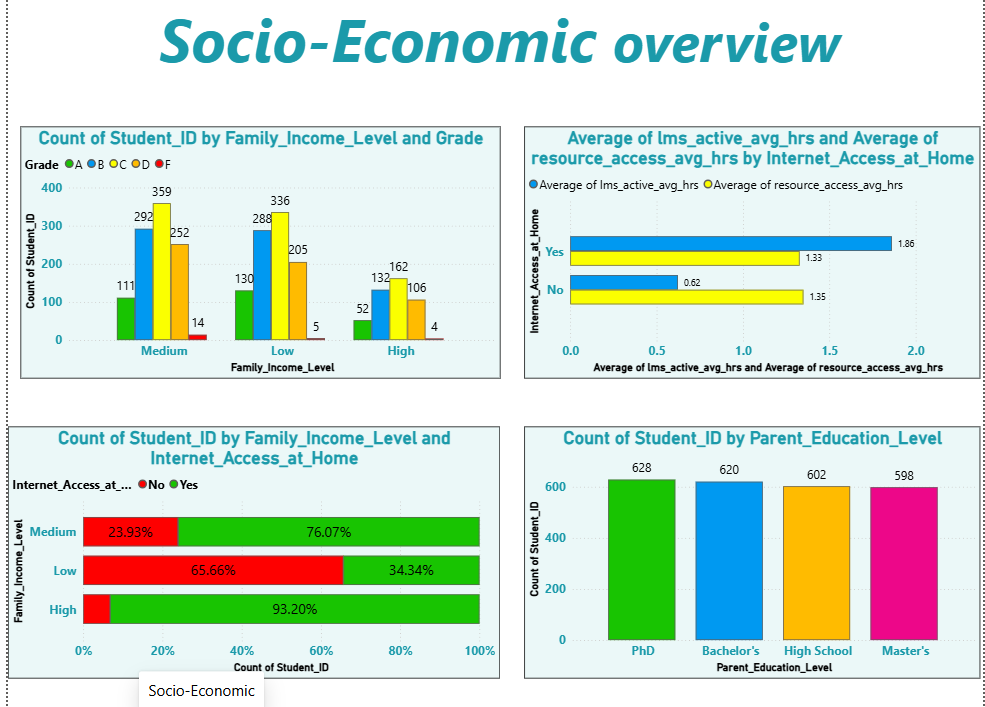 Socio-Economic overview
Count of Student_ID by Family_Income_Level and Grade
Grade A B C D F
Count of Student_ID
400
300
200
100
0
111
292
359
252
14
130
288
336
205
5
52
132
162
106
4
Medium
Low
High
Family_Income_Level
Average of lms_active_avg_hrs and Average of
resource_access_avg_hrs by Internet_Access_at_Home
Average of lms_active_avg_hrs Average of resource_access_avg_hrs
Internet_Access_at_Home
Yes
1.86
1.33
No
0.62
1.35
0.0
0.5
1.0
1.5
2.0
Average of lms_active_avg_hrs and Average of resource_access_avg_hrs
Count of Student_ID by Family_Income_Level and
Internet_Access_at_Home
Internet_Access_at_... No Yes
Family_Income_Level
Medium
23.93%
76.07%
Low
65.66%
34.34%
High
93.20%
0%
20%
40%
60%
80%
100%
Count of Student_ID
Socio-Economic
Count of Student_ID by Parent_Education_Level
Count of Student_ID
600
400
200
0
628
620
602
598
PhD
Bachelor's
High School
Master's
Parent_Education_Level